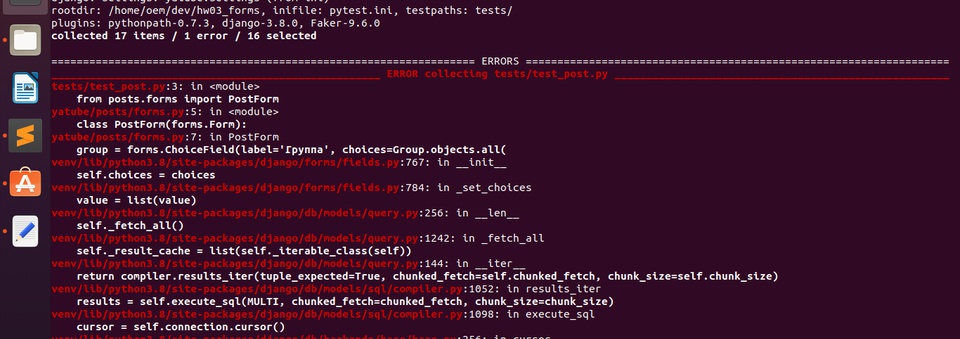 rootdir: /home/oem/dev/hw03_forms, inifile: pytest.ini, testpaths: tests/
plugins: pythonpath-0.7.3, django-3.8.0, Faker-9.6.0
collected 17 items / 1 error / 16 selected
==================================== ERRORS ====================================
____________________ ERROR collecting tests/test_post.py ____________________
tests/test_post.py:3: in <module>
    from posts.forms import PostForm
yatube/posts/forms.py:5: in <module>
    class PostForm(forms.Form):
yatube/posts/forms.py:7: in PostForm
    group = forms.ChoiceField(label='Группа', choices=Group.objects.all(
venv/lib/python3.8/site-packages/django/forms/fields.py:767: in __init__
    self.choices = choices
venv/lib/python3.8/site-packages/django/forms/fields.py:784: in _set_choices
    value = list(value)
venv/lib/python3.8/site-packages/django/db/models/query.py:256: in __len__
    self._fetch_all()
venv/lib/python3.8/site-packages/django/db/models/query.py:1242: in _fetch_all
    self._result_cache = list(self._iterable_class(self))
venv/lib/python3.8/site-packages/django/db/models/query.py:144: in __iter__
    return compiler.results_iter(tuple_expected=True, chunked_fetch=self.chunked_fetch, chunk_size=self.chunk_size)
venv/lib/python3.8/site-packages/django/db/models/sql/compiler.py:1052: in results_iter
    results = self.execute_sql(MULTI, chunked_fetch=chunked_fetch, chunk_size=chunk_size)
venv/lib/python3.8/site-packages/django/db/models/sql/compiler.py:1098: in execute_sql
    cursor = self.connection.cursor()